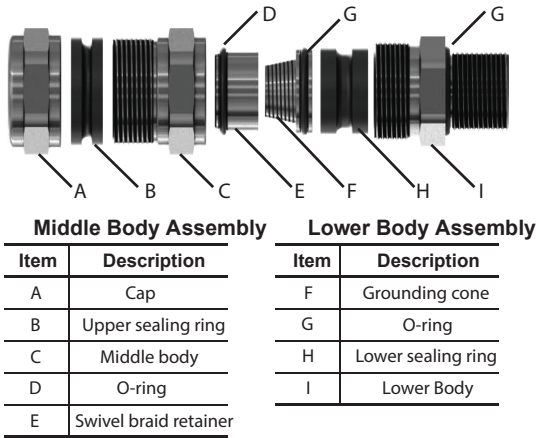 D G G
A B C E F H I
Middle Body Assembly Lower Body Assembly
Item Description Item Description
A Cap F Grounding cone
B Upper sealing ring G O-ring
C Middle body H Lower sealing ring
D O-ring I Lower Body
E Swivel braid retainer